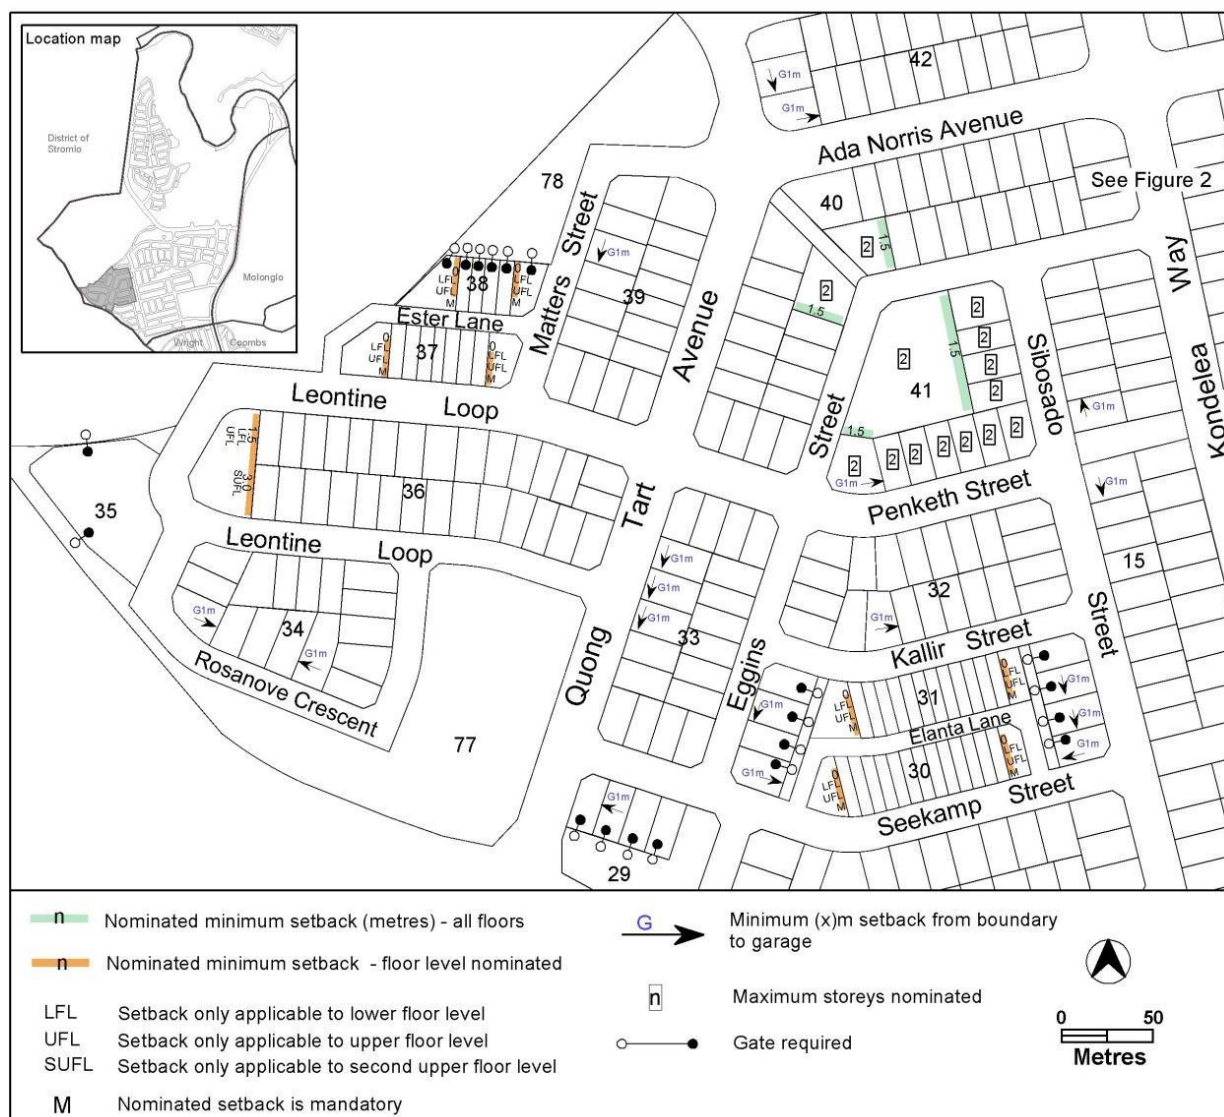 Location map
District of
Stromlo
Molonglo
Wright
Coombs
42
G1m
G1m
Ada Norris Avenue
See Figure 2
78
40
Matters Street
G1m
2
1.5
39
Avenue
Way
LFL
UFL
M
0
38
0
LFL
UFL
M
Ester Lane
2
1.5
2
2
2
2
2
1.5
41
Sibosado
0
LFL
UFL
M
37
0
LFL
UFL
M
Leontine Loop
Street
1.5
G1m
2
2
2
2
2
2
2
G1m
Penketh Street
1.5
LFL
UFL
3.0
SUFL
36
Tart
G1m
35
Leontine Loop
15
G1m
G1m
G1m
32
G1m
G1m
34
G1m
33
Kallir Street
Street
Rosanove Crescent
Quong
Eggins
0
LFL
UFL
M
31
0
LFL
UFL
M
G1m
G1m
G1m
Elanta Lane
77
G1m
G1m
0
LFL
UFL
M
30
0
LFL
UFL
M
Seekamp Street
G1m
29
n Nominated minimum setback (metres) - all floors
n Nominated minimum setback - floor level nominated
LFL Setback only applicable to lower floor level
UFL Setback only applicable to upper floor level
SUFL Setback only applicable to second upper floor level
M Nominated setback is mandatory
G Minimum (x)m setback from boundary
to garage
n Maximum storeys nominated
Gate required
0 50
Metres